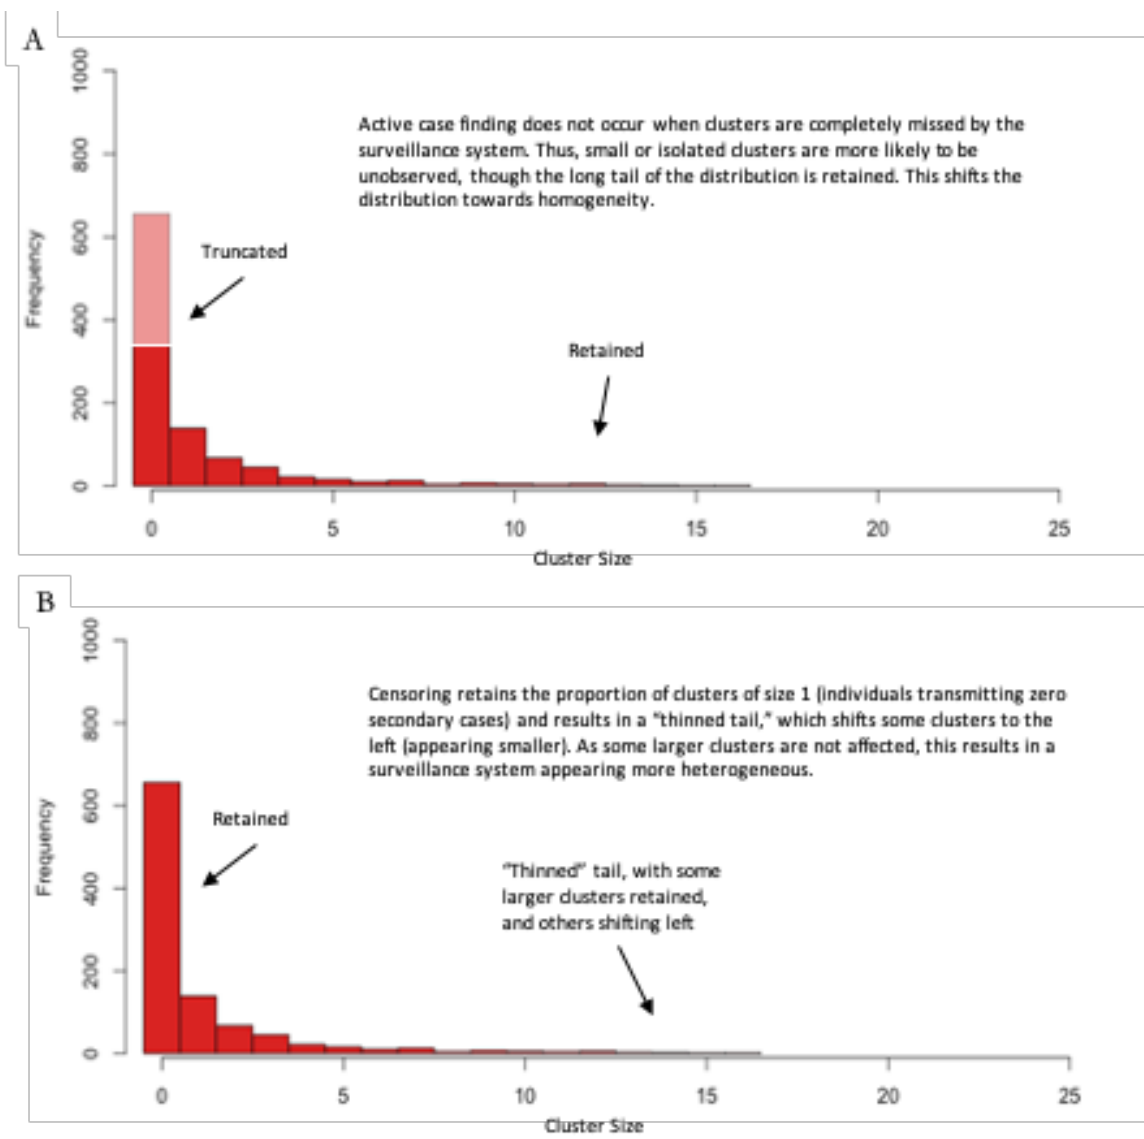 A
1000
800
600
400
200
0
Frequency
Active case finding does not occur when clusters are completely missed by the
surveillance system. Thus, small or isolated clusters are more likely to be
unobserved, though the long tail of the distribution is retained. This shifts the
distribution towards homogeneity.
Truncated
Retained
0 5 10 15 20 25
Cluster Size
B
1000
800
600
400
200
0
Frequency
Censoring retains the proportion of clusters of size 1 (individuals transmitting zero
secondary cases) and results in a “thinned tail,” which shifts some clusters to the
left (appearing smaller). As some larger clusters are not affected, this results in a
surveillance system appearing more heterogeneous.
Retained
“Thinned” tail, with some
larger clusters retained,
and others shifting left
0 5 10 15 20 25
Cluster Size